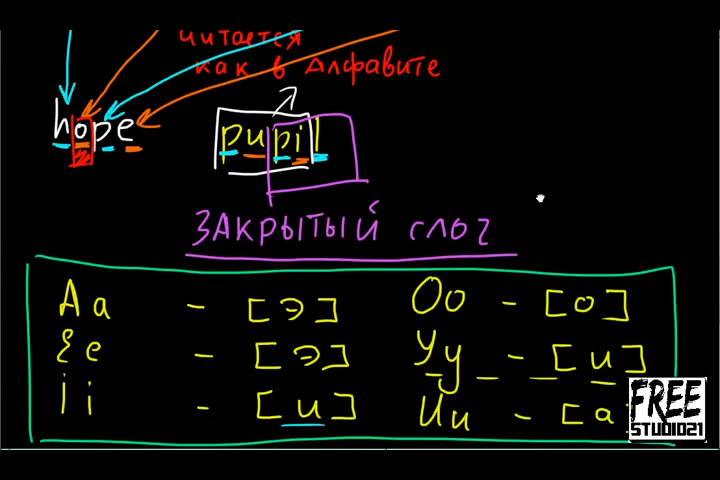 читается
как в Алфавите
hope pupil
ЗАКРЫТЫЙ слог
Aa - [э] Oo - [о]
Ee - [э] Yy - [и]
Ii - [и] Uu - [а
FREE
STUDIO21